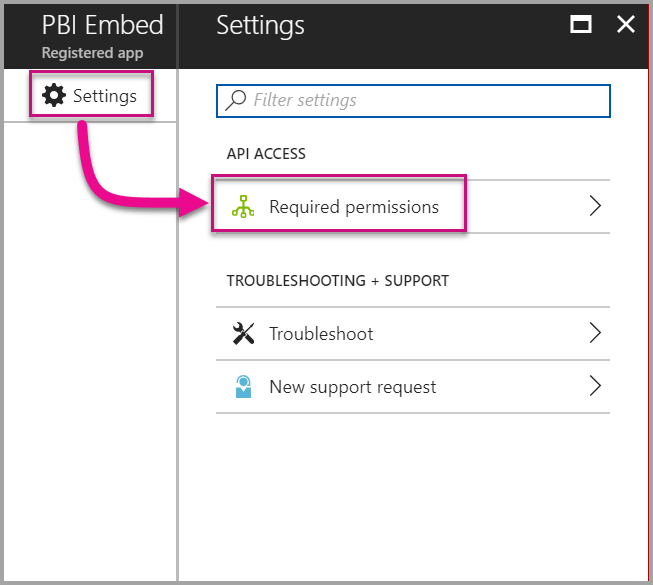 PBI Embed
Registered app
Settings
Settings
Filter settings
API ACCESS
Required permissions
TROUBLESHOOTING + SUPPORT
Troubleshoot
New support request